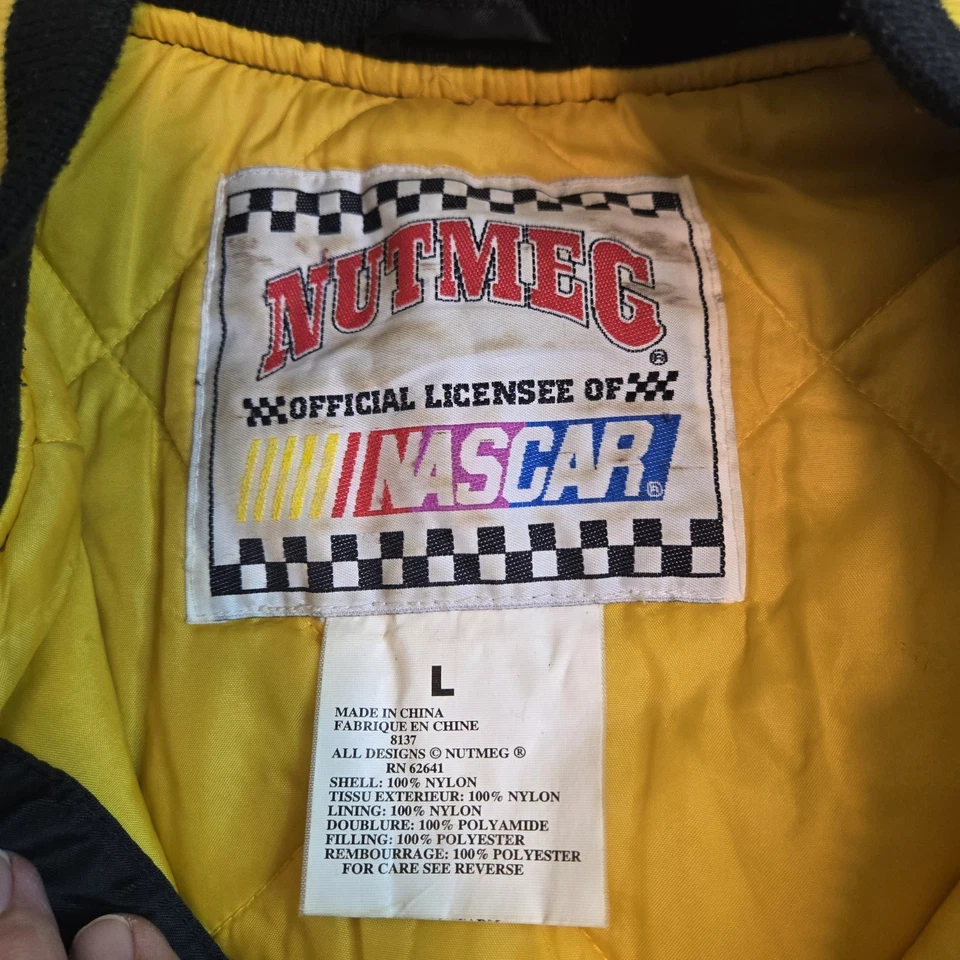 NUTMEG®
OFFICIAL LICENSEE OF
NASCAR®
L
MADE IN CHINA
FABRIQUE EN CHINE
8137
ALL DESIGNS © NUTMEG ®
RN 62641
SHELL: 100% NYLON
TISSU EXTERIEUR: 100% NYLON
LINING: 100% NYLON
DOUBLURE: 100% POLYAMIDE
FILLING: 100% POLYESTER
REMBOURRAGE: 100% POLYESTER
FOR CARE SEE REVERSE